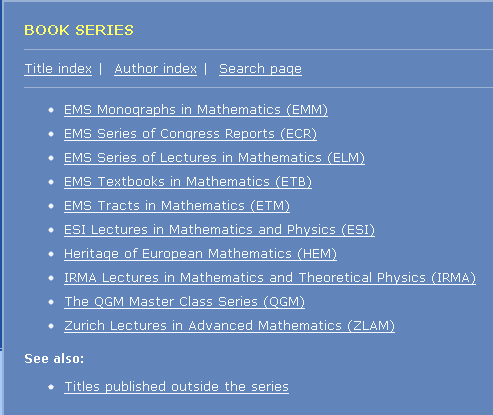 BOOK SERIES
Title index | Author index | Search page
EMS Monographs in Mathematics (EMM)
EMS Series of Congress Reports (ECR)
EMS Series of Lectures in Mathematics (ELM)
EMS Textbooks in Mathematics (ETB)
EMS Tracts in Mathematics (ETM)
ESI Lectures in Mathematics and Physics (ESI)
Heritage of European Mathematics (HEM)
IRMA Lectures in Mathematics and Theoretical Physics (IRMA)
The QGM Master Class Series (QGM)
Zurich Lectures in Advanced Mathematics (ZLAM)
See also:
Titles published outside the series